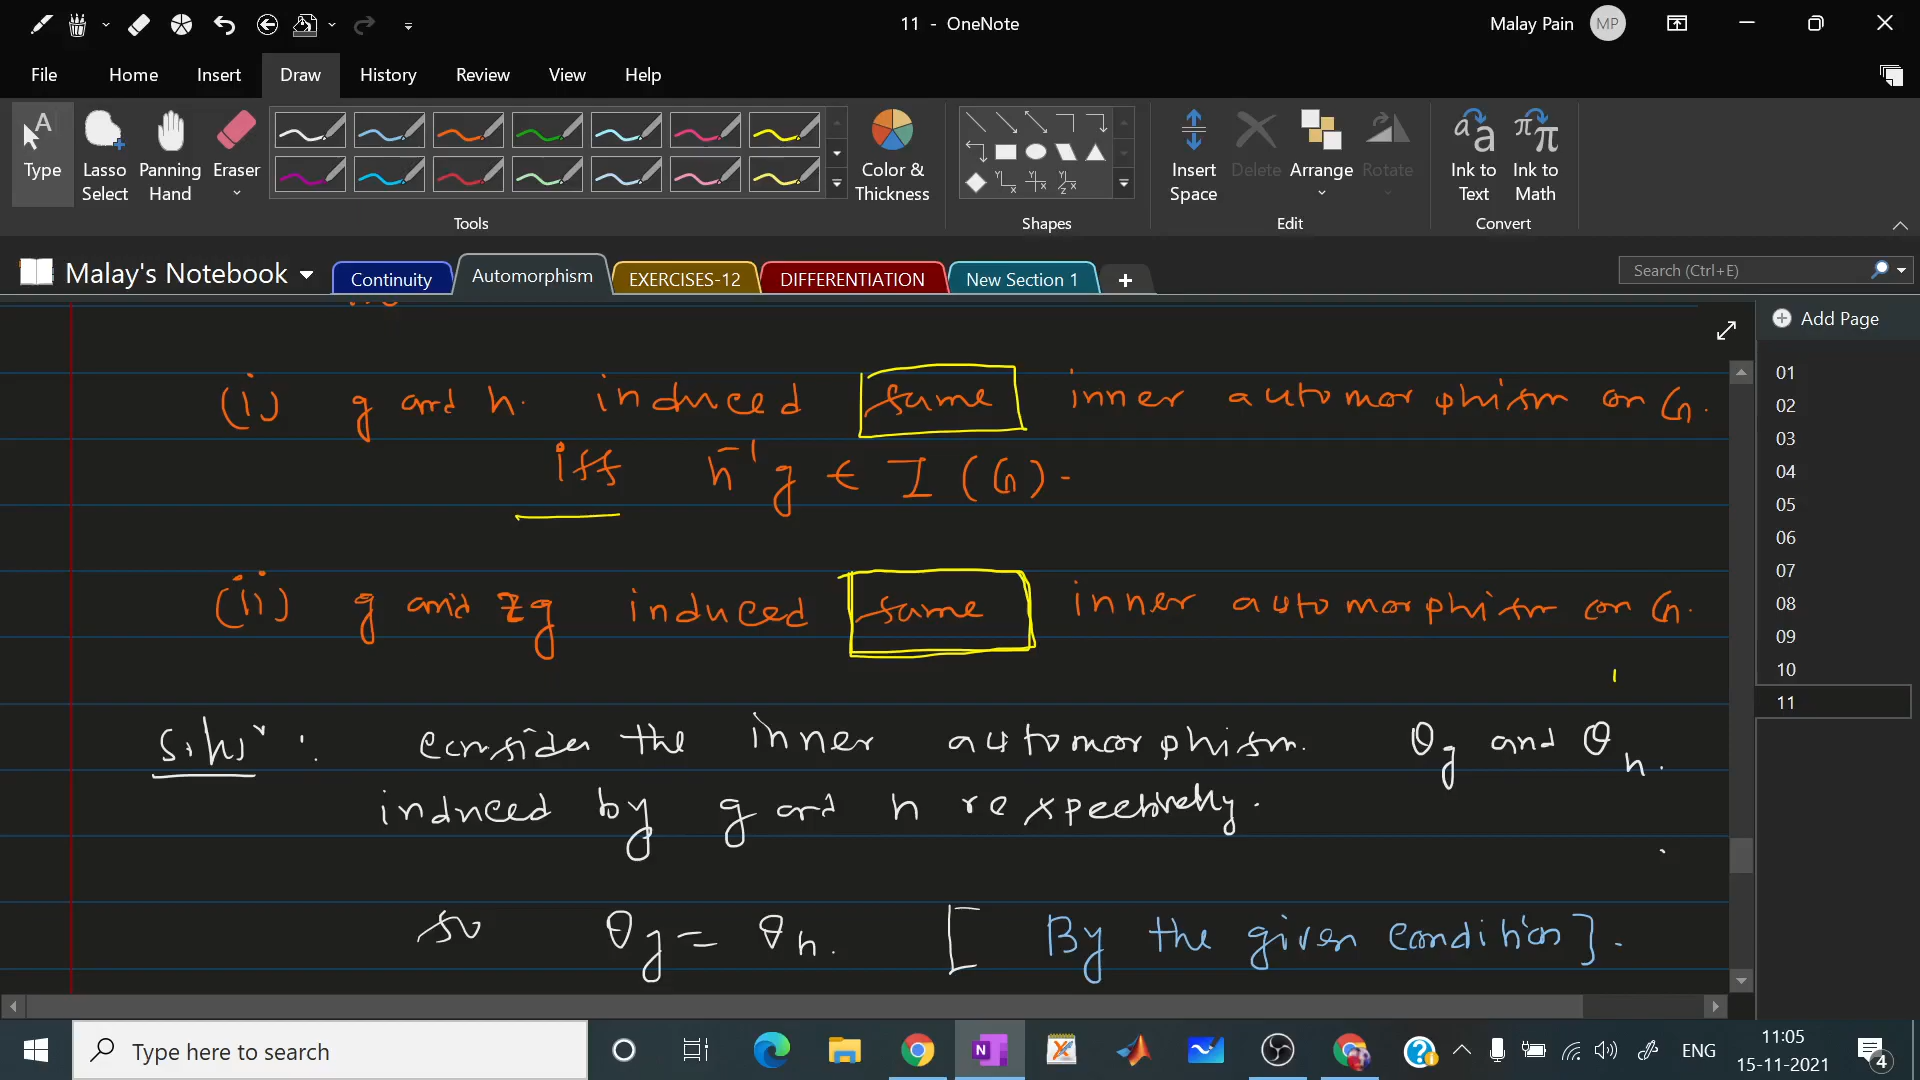 11 - OneNote
Malay Pain MP
File Home Insert Draw History Review View Help
Type Lasso Select Panning Hand Eraser Color & Thickness Insert Space Delete Arrange Rotate Ink to Text Ink to Math
Tools Shapes Edit Convert
Malay's Notebook Continuity Automorphism EXERCISES-12 DIFFERENTIATION New Section 1 + Search (Ctrl+E)
Add Page
01
02
03
04
05
06
07
08
09
10
11
(i) g and h. induced same inner automorphism on G.
iff h⁻¹g ∈ Z(G).
(ii) g and zg induced same inner automorphism on G.
: consider the inner automorphism. θg and θh.
induced by g and h respectively.
so θg = θh. [By the given condition].
Type here to search
ENG
11:05
15-11-2021
4